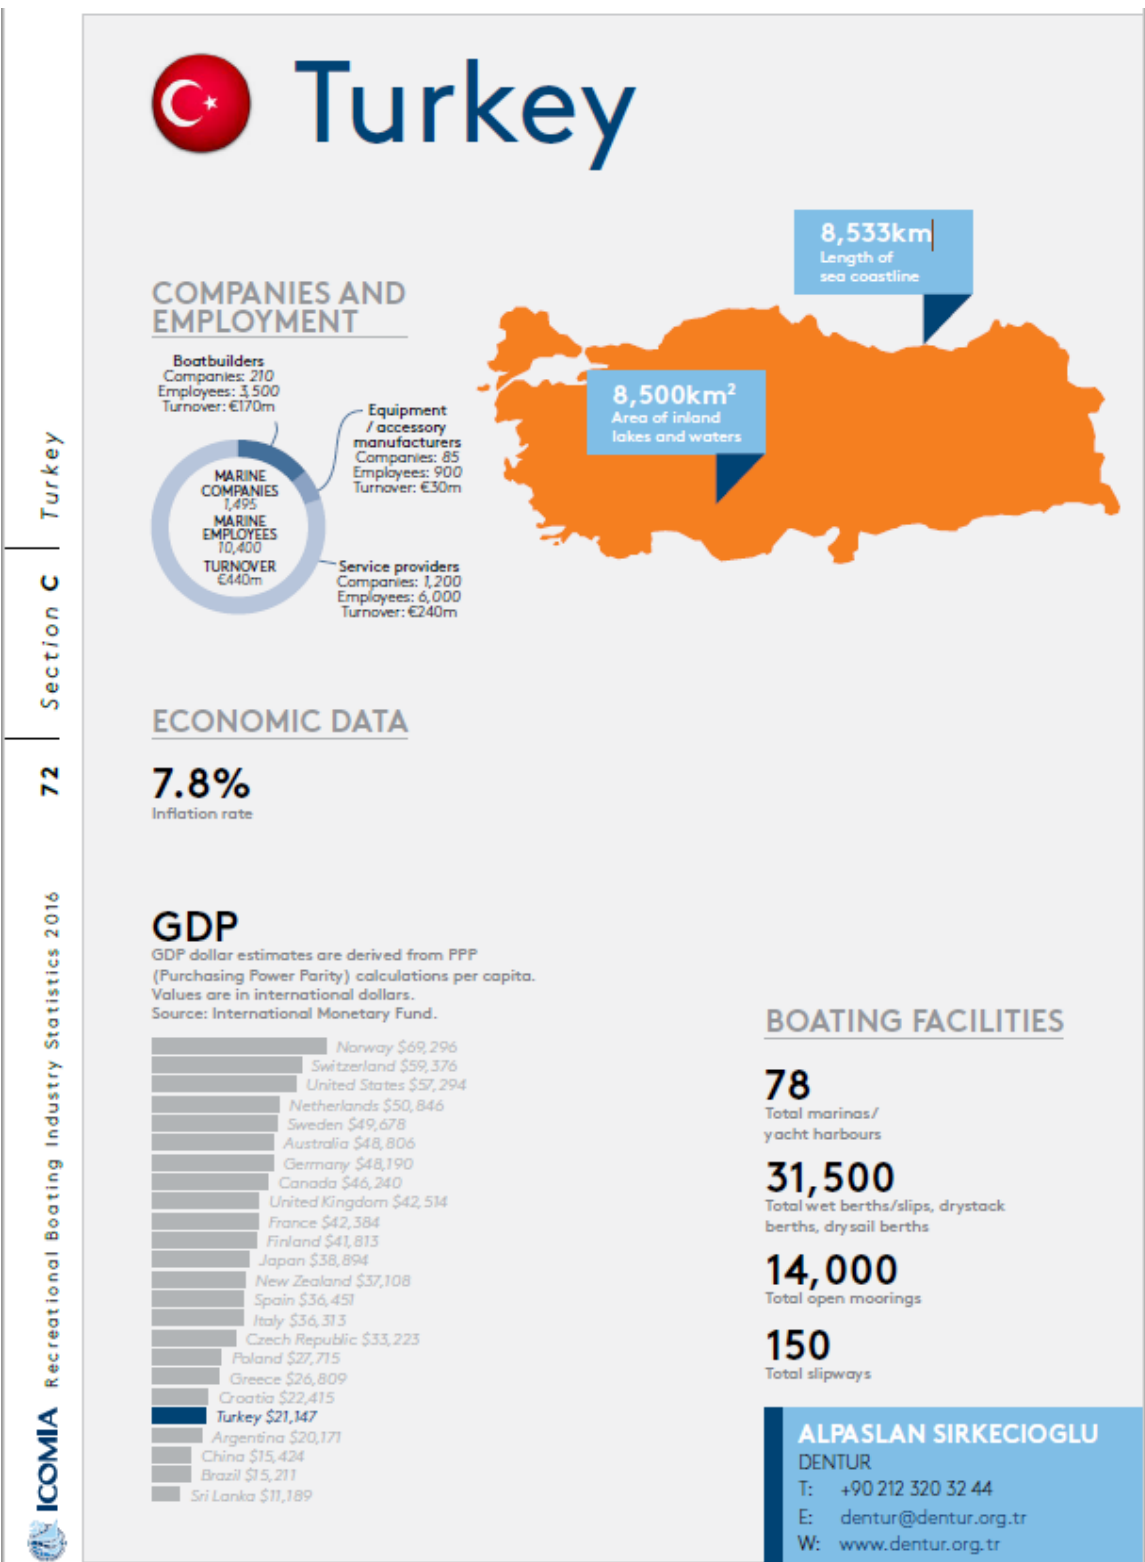 Turkey
8,533km
Length of
sea coastline
8,500km²
Area of inland
lakes and waters
COMPANIES AND
EMPLOYMENT
Boatbuilders
Companies: 210
Employees: 3,500
Turnover: €170m
Equipment
/ accessory
manufacturers
Companies: 85
Employees: 900
Turnover: €30m
MARINE
COMPANIES
1,495
MARINE
EMPLOYEES
10,400
TURNOVER
€440m
Service providers
Companies: 1,200
Employees: 6,000
Turnover: €240m
ECONOMIC DATA
7.8%
Inflation rate
GDP
GDP dollar estimates are derived from PPP
(Purchasing Power Parity) calculations per capita.
Values are in international dollars.
Source: International Monetary Fund.
Norway $69,296
Switzerland $59,376
United States $57,294
Netherlands $50,846
Sweden $49,678
Australia $48,806
Germany $48,190
Canada $46,240
United Kingdom $42,514
France $42,384
Finland $41,813
Japan $38,894
New Zealand $37,108
Spain $36,451
Italy $36,313
Czech Republic $33,223
Poland $27,715
Greece $26,809
Croatia $22,415
Turkey $21,147
Argentina $20,171
China $15,424
Brazil $15,211
Sri Lanka $11,189
BOATING FACILITIES
78
Total marinas/
yacht harbours
31,500
Total wet berths/slips, drystack
berths, drysail berths
14,000
Total open moorings
150
Total slipways
ALPASLAN SIRKECIOGLU
DENTUR
T: +90 212 320 32 44
E: dentur@dentur.org.tr
W: www.dentur.org.tr
ICOMIA Recreational Boating Industry Statistics 2016 72 Section C Turkey